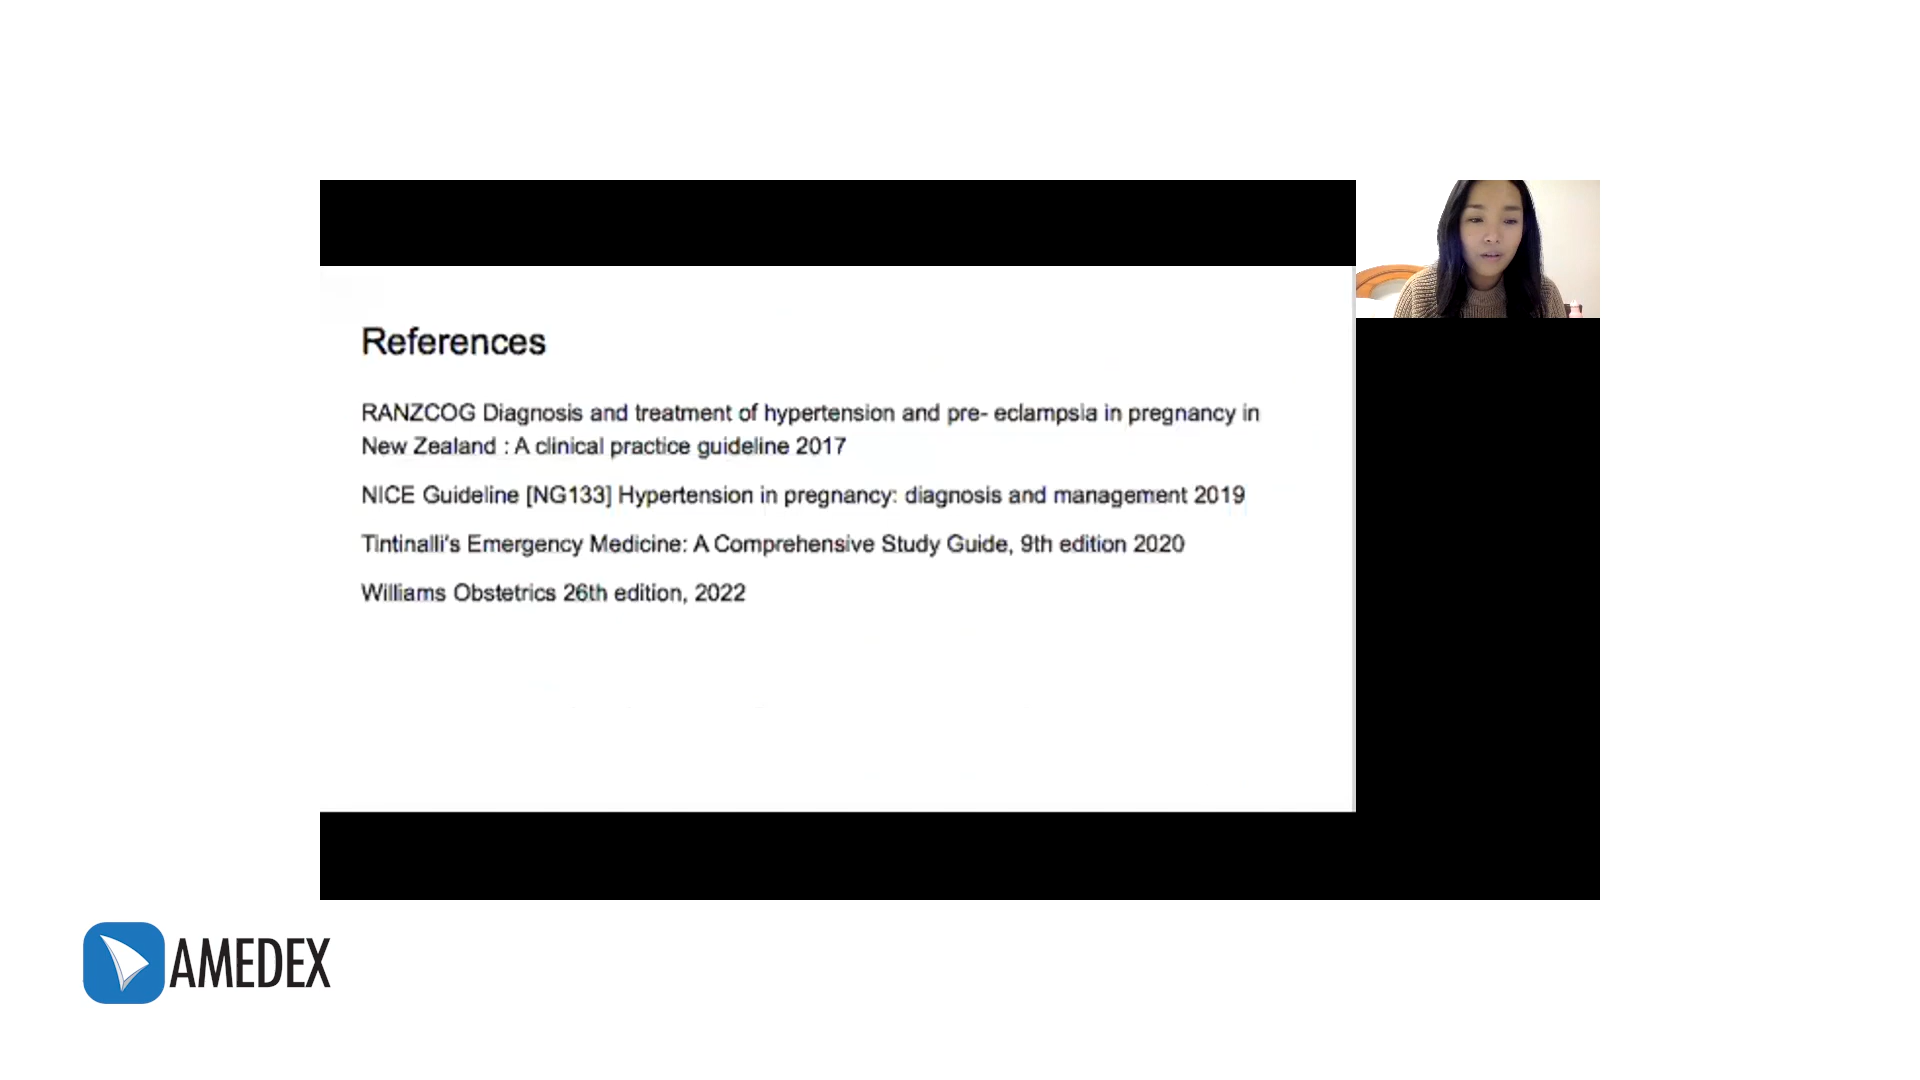 References
RANZCOG Diagnosis and treatment of hypertension and pre- eclampsia in pregnancy in
New Zealand : A clinical practice guideline 2017
NICE Guideline [NG133] Hypertension in pregnancy: diagnosis and management 2019
Tintinalli's Emergency Medicine: A Comprehensive Study Guide, 9th edition 2020
Williams Obstetrics 26th edition, 2022
AMEDEX